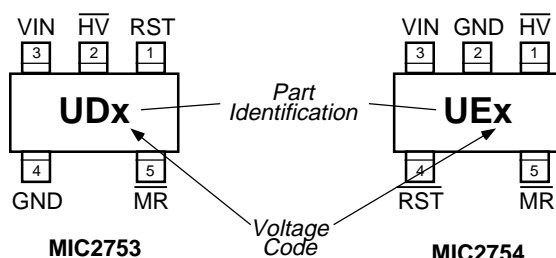 VIN HV RST
3 2 1
UDx
4 5
GND MR
MIC2753
Part
Identification
Voltage
Code
VIN GND HV
3 2 1
UEx
4 5
RST MR
MIC2754